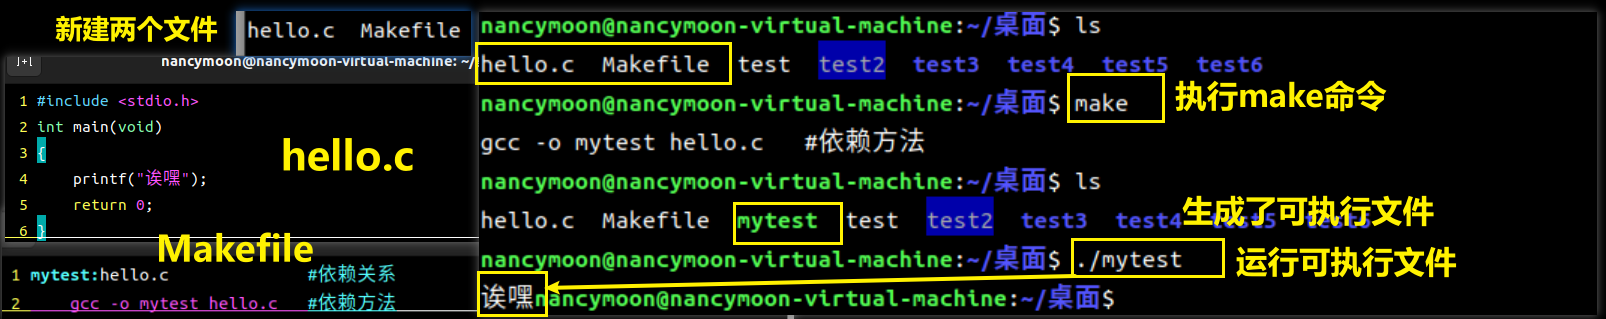 新建两个文件
hello.c Makefile
nancymoon@nancymoon-virtual-machine: ~/
1 #include <stdio.h>
2 int main(void)
3 {
4 printf("诶嘿");
5 return 0;
6 }
hello.c
Makefile
1 mytest:hello.c #依赖关系
2 gcc -o mytest hello.c #依赖方法
nancymoon@nancymoon-virtual-machine:~/桌面$ ls
hello.c Makefile test test2 test3 test4 test5 test6
nancymoon@nancymoon-virtual-machine:~/桌面$ make
执行make命令
gcc -o mytest hello.c #依赖方法
nancymoon@nancymoon-virtual-machine:~/桌面$ ls
hello.c Makefile mytest test test2 test3 test4 test5 test6
生成了可执行文件
nancymoon@nancymoon-virtual-machine:~/桌面$ ./mytest
运行可执行文件
诶嘿nancymoon@nancymoon-virtual-machine:~/桌面$